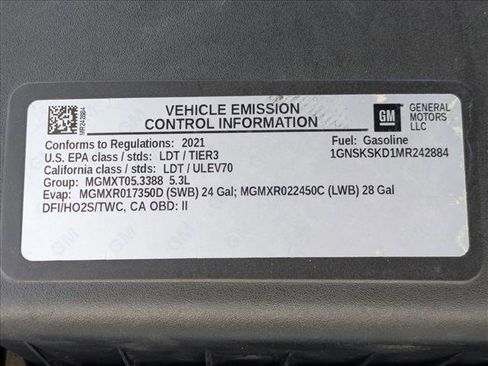 MR242884
VEHICLE EMISSION
CONTROL INFORMATION
GM
GENERAL
MOTORS
LLC
Conforms to Regulations: 2021
Fuel: Gasoline
U.S. EPA class / stds: LDT / TIER3
1GNSKSKD1MR242884
California class / stds: LDT / ULEV70
Group: MGMXT05.3388 5.3L
Evap: MGMXR017350D (SWB) 24 Gal; MGMXR022450C (LWB) 28 Gal
DFI/HO2S/TWC, CA OBD: II